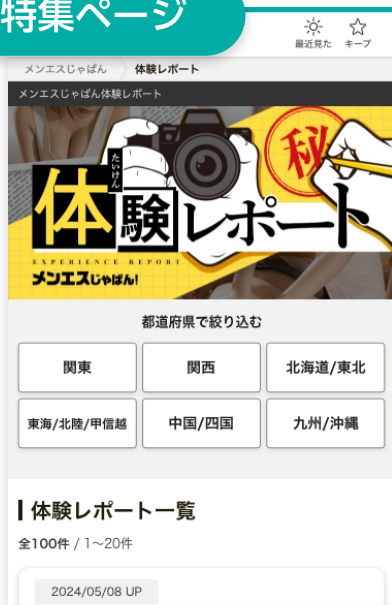 特集ページ
最近見た
キープ
メンエスじゃぱん
体験レポート
メンエスじゃぱん体験レポート
秘
たいけん
体験レポート
EXPERIENCE REPORT
メンエスじゃぱん!
都道府県で絞り込む
関東
関西
北海道/東北
東海/北陸/甲信越
中国/四国
九州/沖縄
体験レポート一覧
全100件 / 1〜20件
2024/05/08 UP